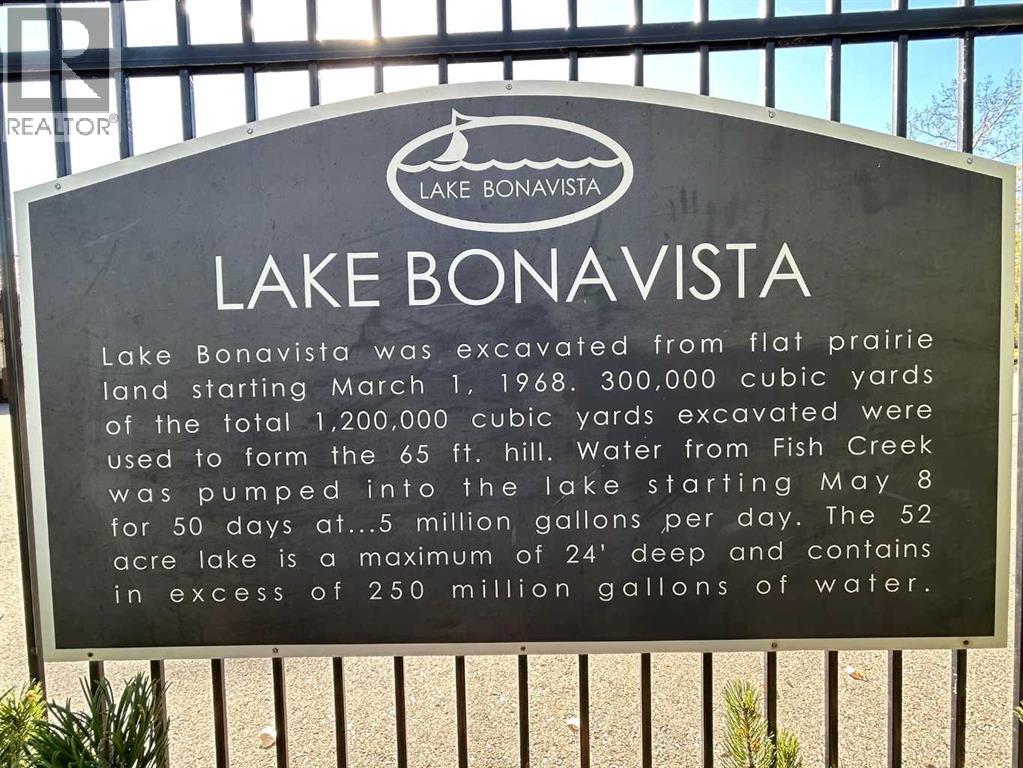 REALTOR®
LAKE BONAVISTA
LAKE BONAVISTA
Lake Bonavista was excavated from flat prairie
land starting March 1, 1968. 300,000 cubic yards
of the total 1,200,000 cubic yards excavated were
used to form the 65 ft. hill. Water from Fish Creek
was pumped into the lake starting May 8
for 50 days at...5 million gallons per day. The 52
acre lake is a maximum of 24' deep and contains
in excess of 250 million gallons of water.